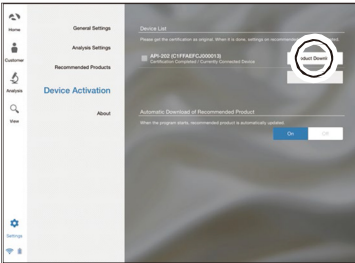 Home
Customer
Analysis
View
Settings
General Settings
Analysis Settings
Recommended Products
Device Activation
About
Device List
Please get the certification as original. When it is done, settings on recommended
API-202 (C1FFAEFCJ000013)
Certification Completed / Currently Connected Device
oduct Downl
Automatic Download of Recommended Product
When the program starts, recommended product is automatically updated.
On
Off